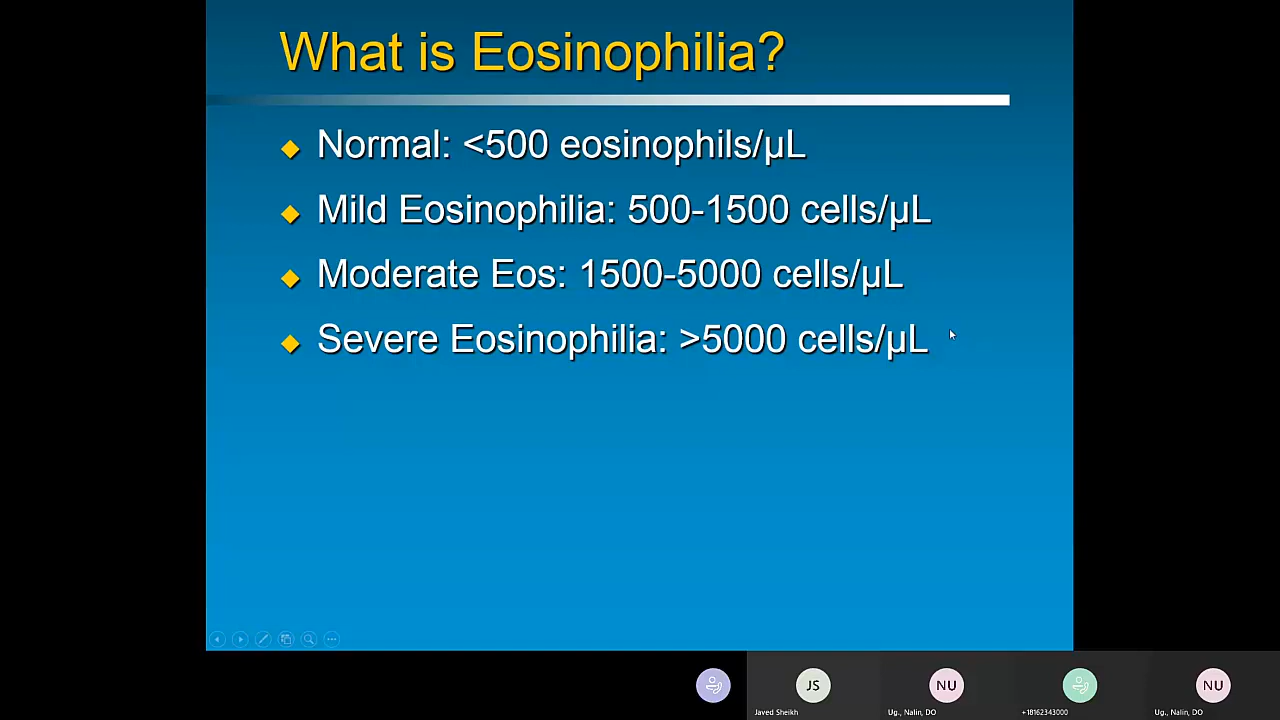 What is Eosinophilia?
Normal: <500 eosinophils/µL
Mild Eosinophilia: 500-1500 cells/µL
Moderate Eos: 1500-5000 cells/µL
Severe Eosinophilia: >5000 cells/µL
JS
NU
NU
Javed Sheikh
Ug., Nalin, DO
+18162343000
Ug., Nalin, DO